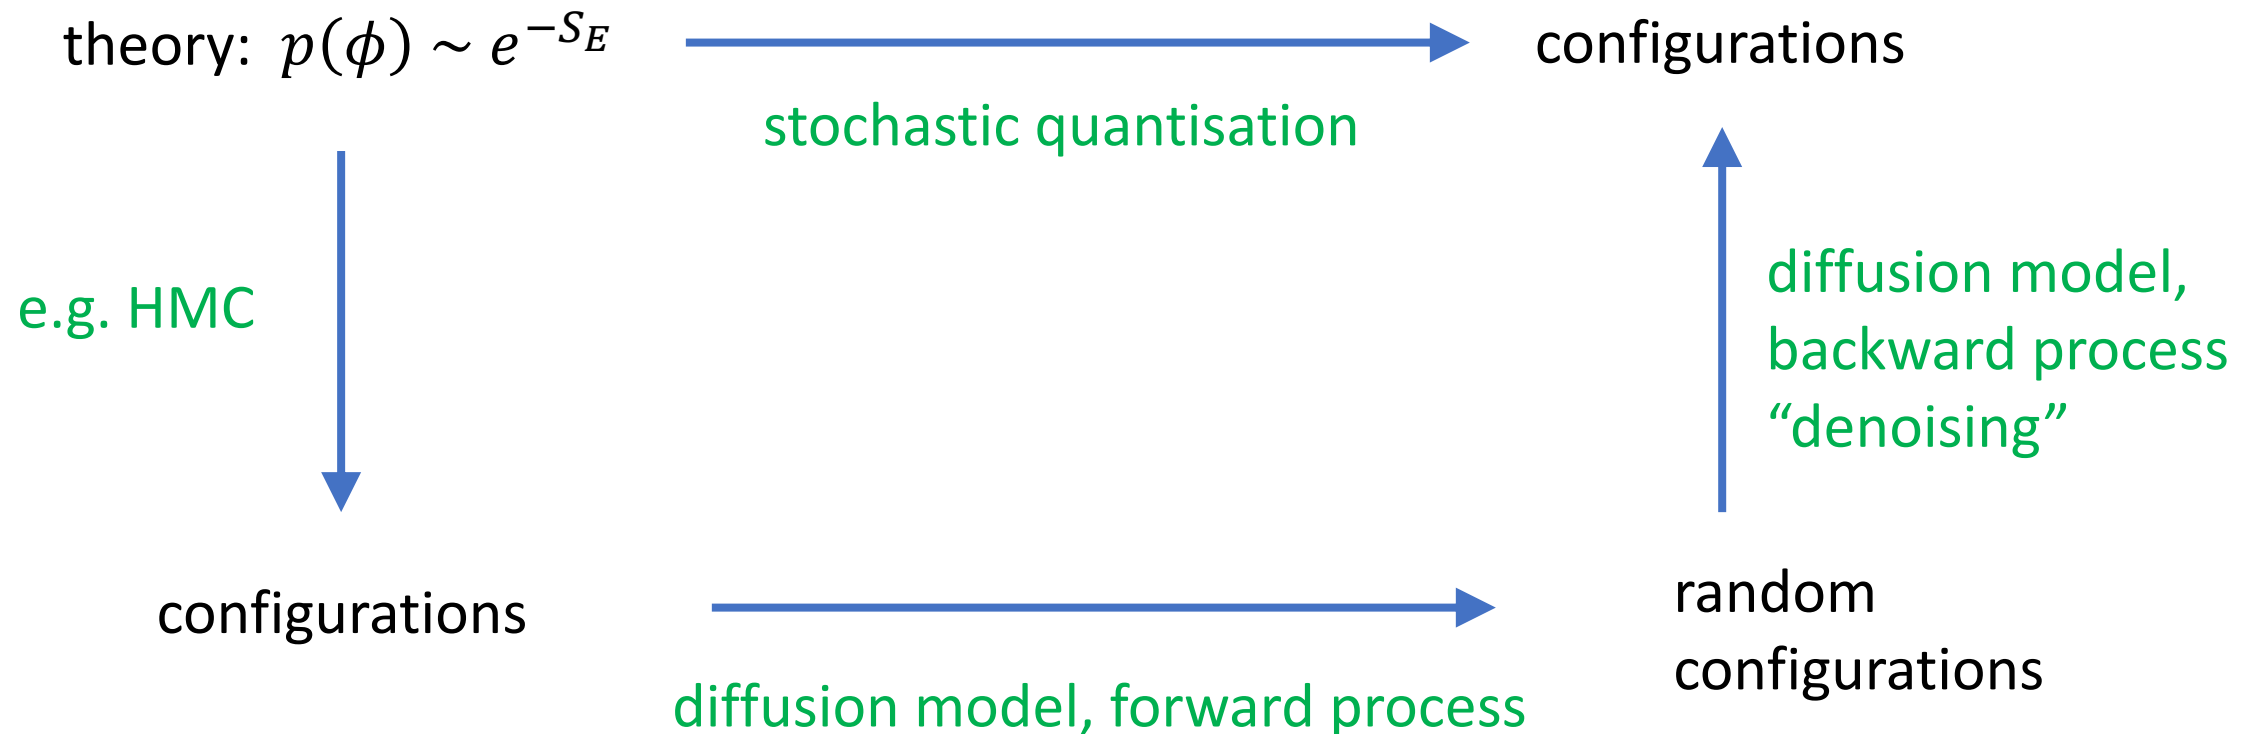 theory: p(ϕ) ~ e^{-S_E}
configurations
stochastic quantisation
e.g. HMC
diffusion model,
backward process
“denoising”
configurations
random
configurations
diffusion model, forward process